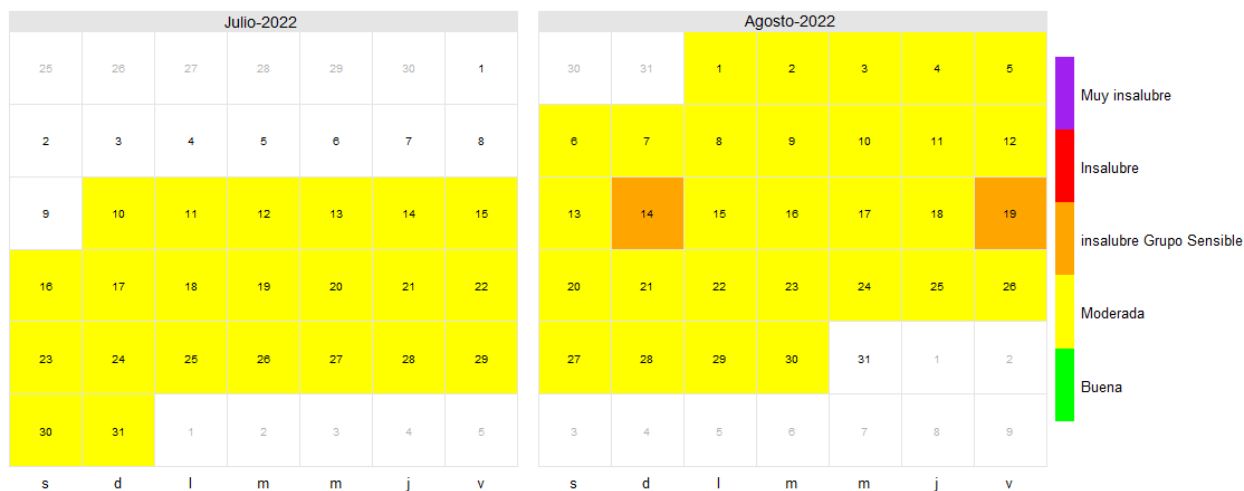 Julio-2022
25 26 27 28 29 30 1
2 3 4 5 6 7 8
9 10 11 12 13 14 15
16 17 18 19 20 21 22
23 24 25 26 27 28 29
30 31 1 2 3 4 5
s d l m m j v
Agosto-2022
30 31 1 2 3 4 5
6 7 8 9 10 11 12
13 14 15 16 17 18 19
20 21 22 23 24 25 26
27 28 29 30 31 1 2
3 4 5 6 7 8 9
s d l m m j v
Muy insalubre
Insalubre
insalubre Grupo Sensible
Moderada
Buena